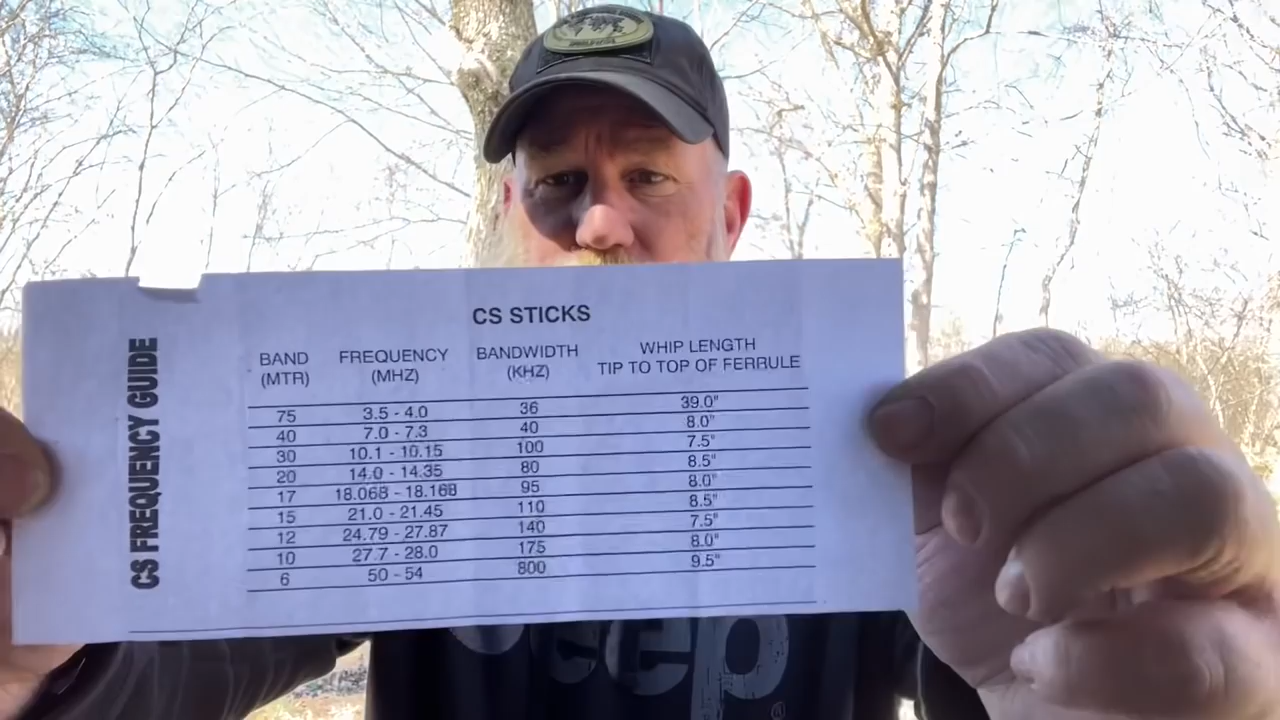 CS STICKS
CS FREQUENCY GUIDE
BAND (MTR) FREQUENCY (MHZ) BANDWIDTH (KHZ) WHIP LENGTH TIP TO TOP OF FERRULE
75 3.5 - 4.0 36 39.0"
40 7.0 - 7.3 40 8.0"
30 10.1 - 10.15 100 7.5"
20 14.0 - 14.35 80 8.5"
17 18.068 - 18.168 95 8.0"
15 21.0 - 21.45 110 8.5"
12 24.79 - 27.87 140 7.5"
10 27.7 - 28.0 175 8.0"
6 50 - 54 800 9.5"
eep
®